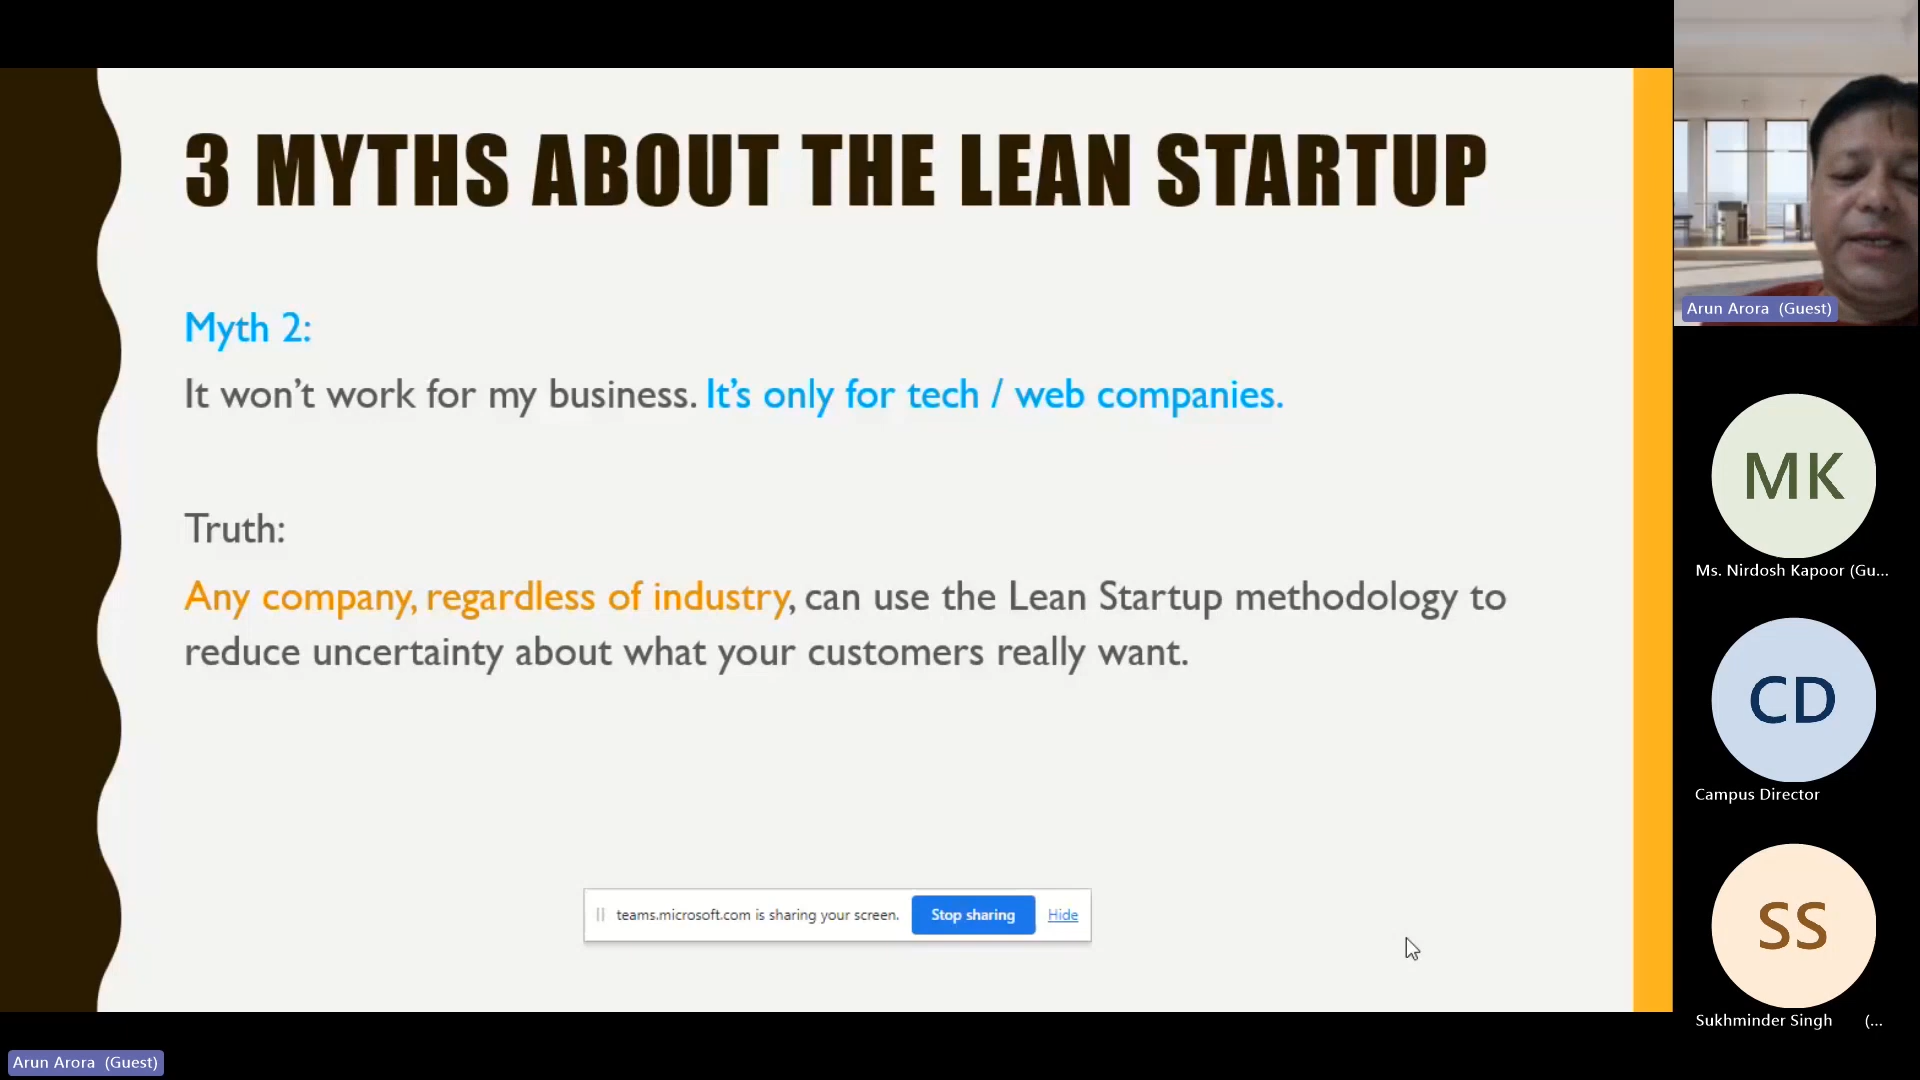 3 MYTHS ABOUT THE LEAN STARTUP
Myth 2:
It won't work for my business. It's only for tech / web companies.
Truth:
Any company, regardless of industry, can use the Lean Startup methodology to
reduce uncertainty about what your customers really want.
teams.microsoft.com is sharing your screen. Stop sharing Hide
Arun Arora (Guest)
MK
Ms. Nirdosh Kapoor (Gu...
CD
Campus Director
SS
Sukhminder Singh (...
Arun Arora (Guest)